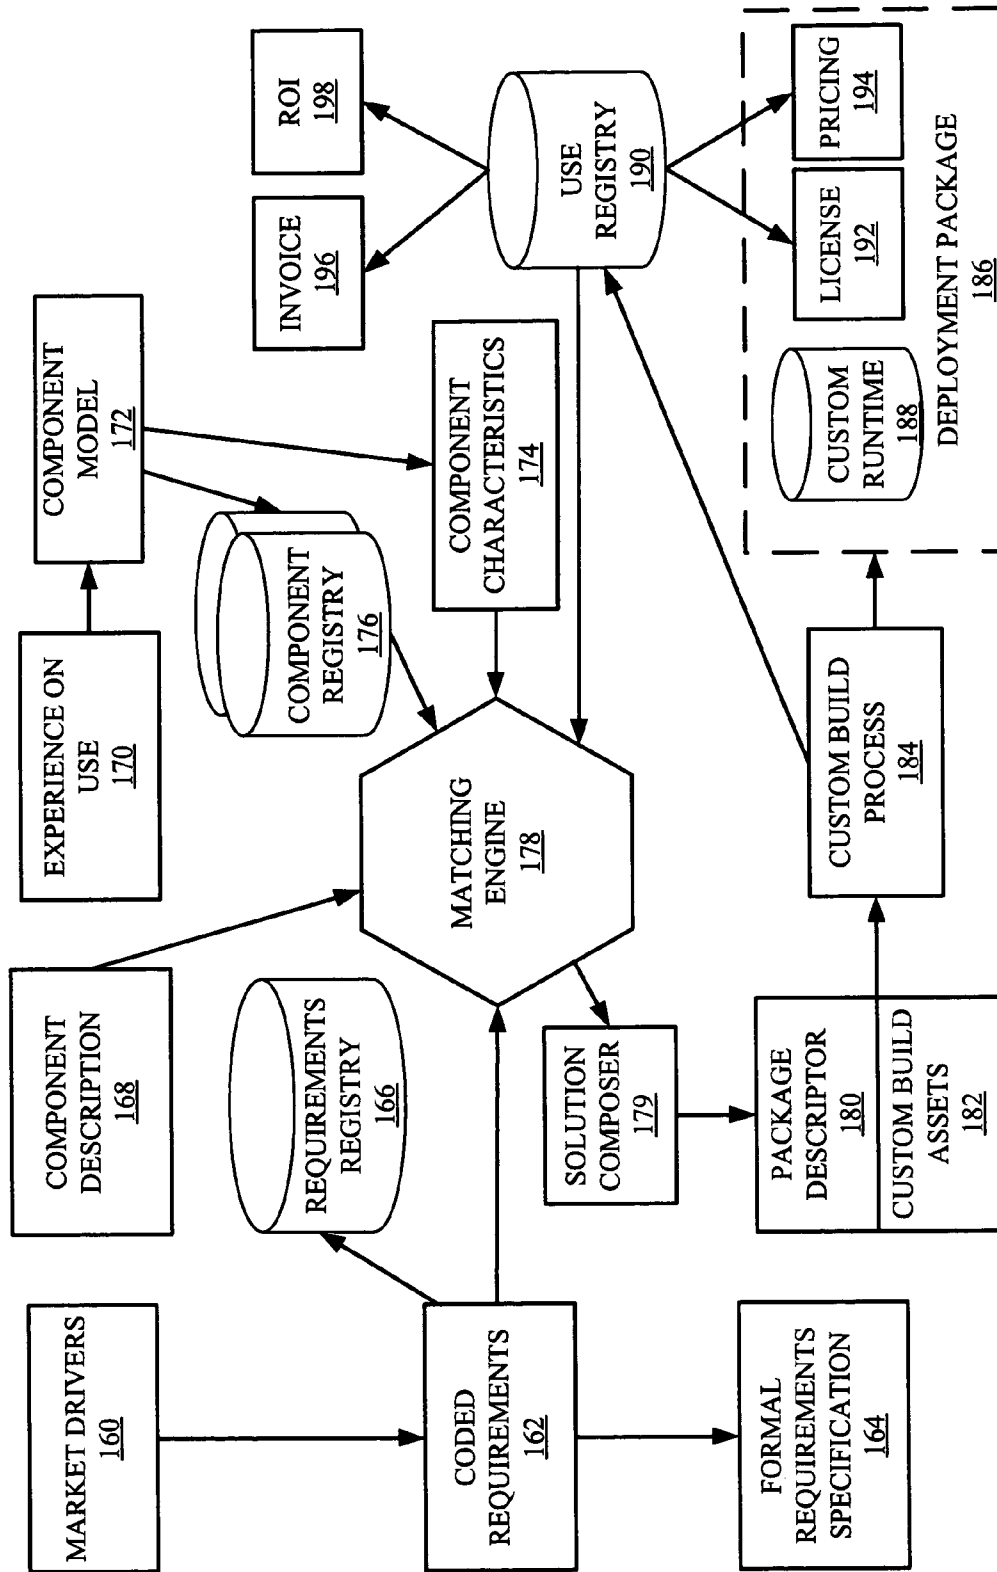 MARKET DRIVERS
160
CODED
REQUIREMENTS
162
FORMAL
REQUIREMENTS
SPECIFICATION
164
COMPONENT
DESCRIPTION
168
REQUIREMENTS
REGISTRY
166
SOLUTION
COMPOSER
179
PACKAGE
DESCRIPTOR
180
CUSTOM BUILD
ASSETS
182
EXPERIENCE ON
USE
170
MATCHING
ENGINE
178
CUSTOM BUILD
PROCESS
184
COMPONENT
MODEL
172
COMPONENT
REGISTRY
176
COMPONENT
CHARACTERISTICS
174
INVOICE
196
ROI
198
USE
REGISTRY
190
CUSTOM
RUNTIME
188
LICENSE
192
PRICING
194
DEPLOYMENT PACKAGE
186